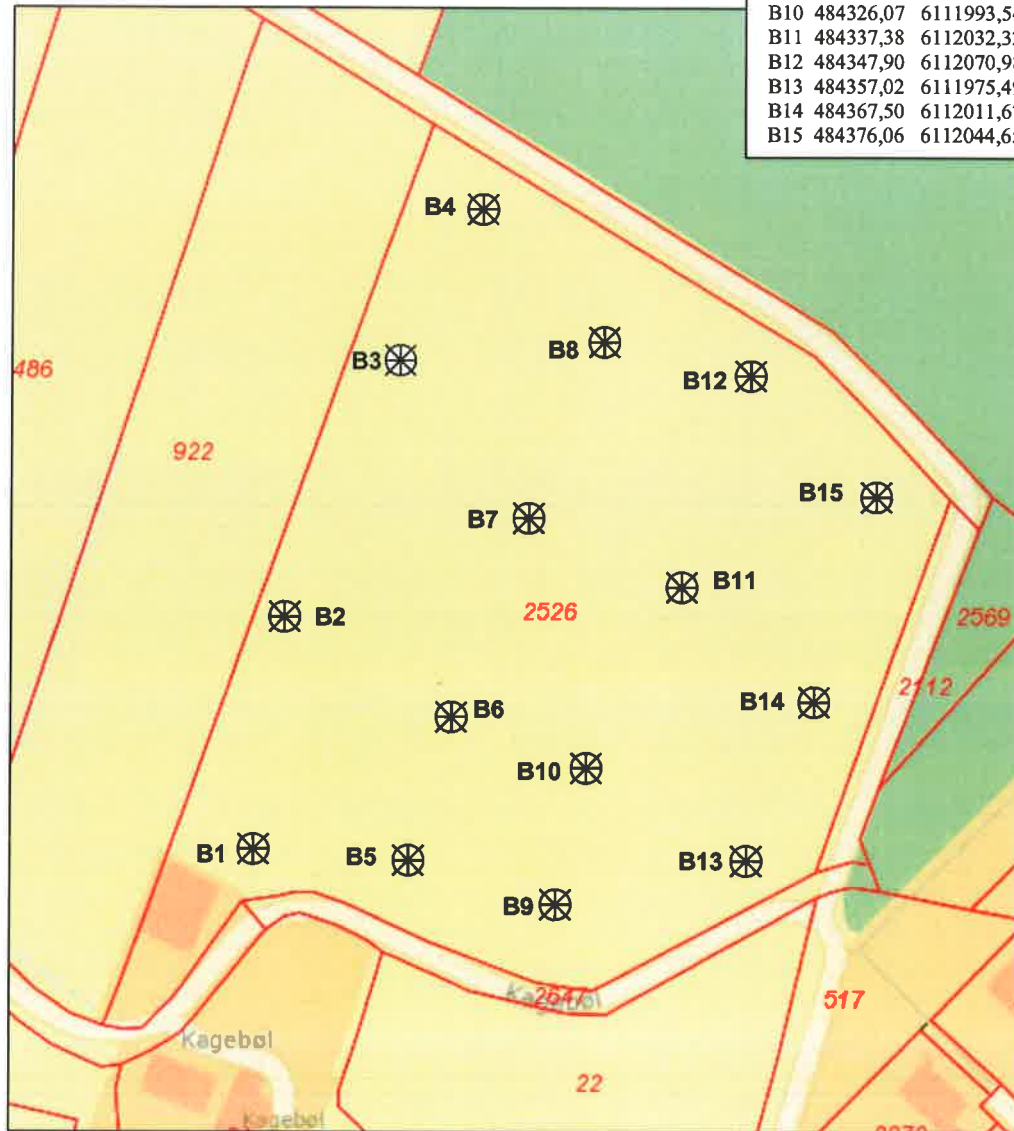 B10 484326,07 6111993,5
B11 484337,38 6112032,3
B12 484347,90 6112070,9
B13 484357,02 6111975,4
B14 484367,50 6112011,6
B15 484376,06 6112044,6
B4
B3
B8
B12
486
922
B15
B7
B11
B2
2526
2569
2112
B6
B14
B10
B1
B5
B13
B9
Kagebøl
517
Kagebøl
22
Kagebøl